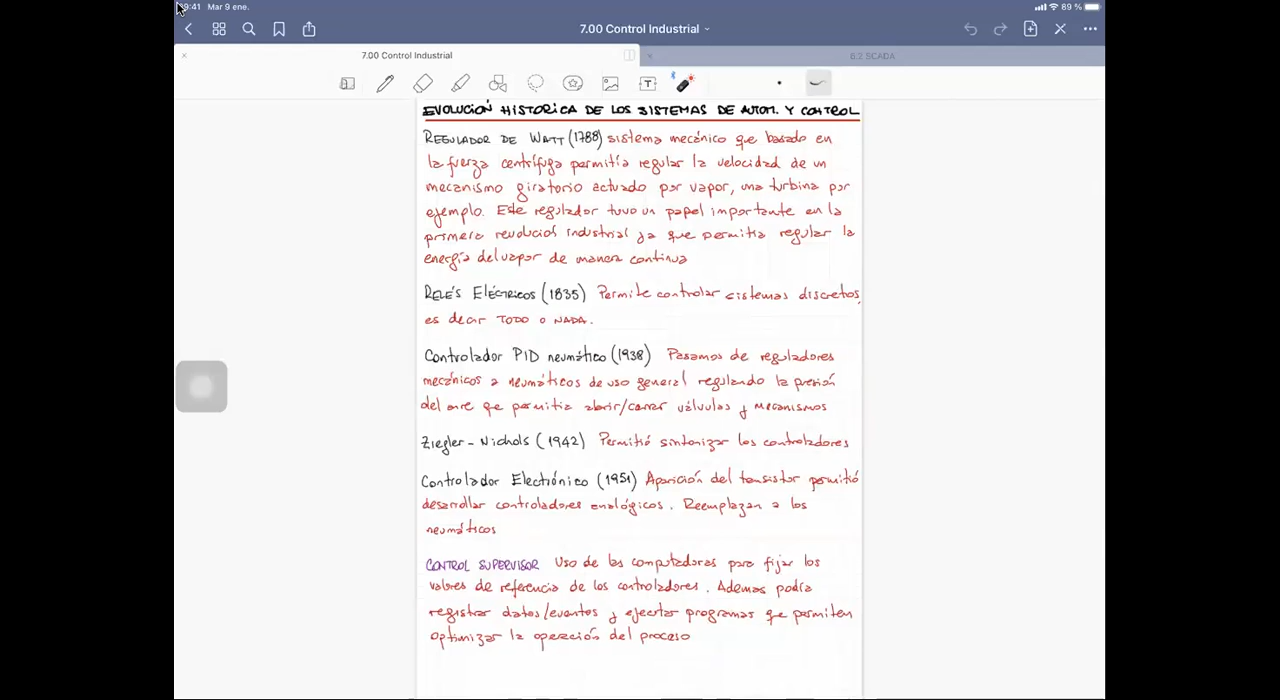 9:41 Mar 9 ene.
89 %
7.00 Control Industrial
7.00 Control Industrial
6.2 SCADA
EVOLUCIÓN HISTÓRICA DE LOS SISTEMAS DE AUTOM. Y CONTROL
REGULADOR DE WATT (1788) sistema mecánico que basado en
la fuerza centrífuga permitía regular la velocidad de un
mecanismo giratorio actuado por vapor, una turbina por
ejemplo. Este regulador tuvo un papel importante en la
primera revolución industrial ya que permitía regular la
energía del vapor de manera continua
RELÉS ELÉCTRICOS (1835) Permite controlar sistemas discretos,
es decir TODO O NADA.
Controlador PID neumático (1938) Pasamos de reguladores
mecánicos a neumáticos de uso general regulando la presión
del aire que permitía abrir/cerrar válvulas y mecanismos
Ziegler-Nichols (1942) Permitió sintonizar los controladores
Controlador Electrónico (1951) Aparición del transistor permitió
desarrollar controladores analógicos. Reemplazan a los
neumáticos
CONTROL SUPERVISOR Uso de las computadoras para fijar los
valores de referencia de los controladores. Ademas podía
registrar datos/eventos y ejecutar programas que permiten
optimizar la operación del proceso